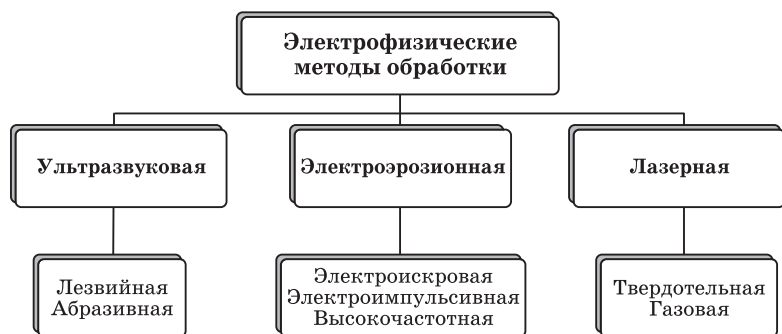 Электрофизические
методы обработки
Ультразвуковая
Электроэрозионная
Лазерная
Лезвийная
Абразивная
Электроискровая
Электроимпульсивная
Высокочастотная
Твердотельная
Газовая